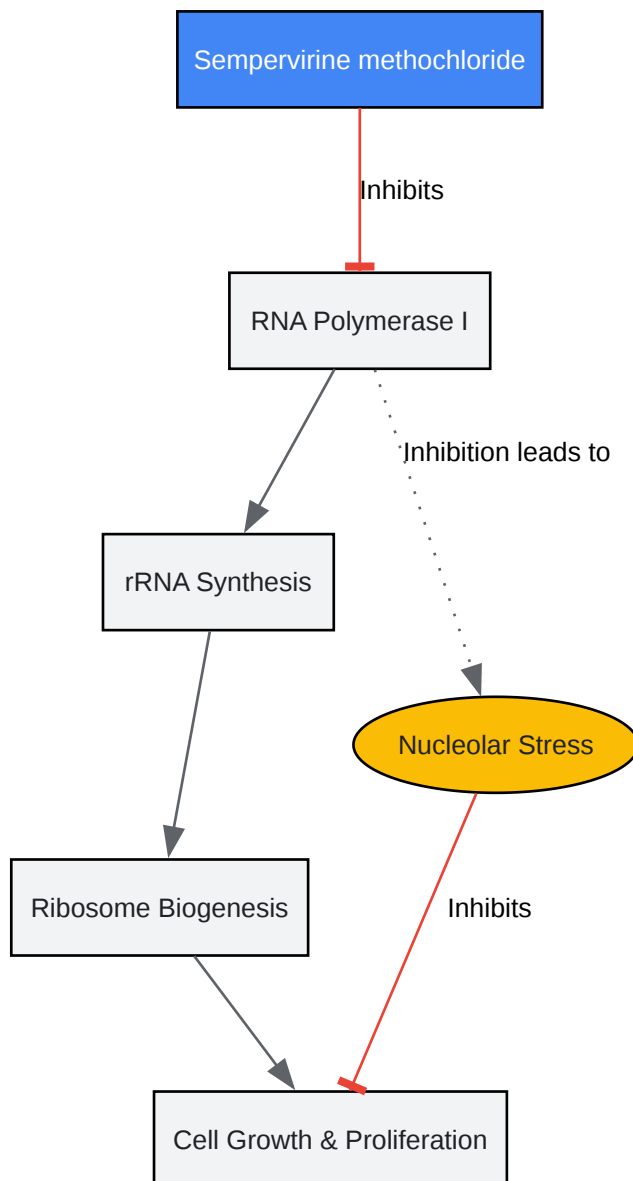 Sempervirine methochloride
Inhibits
RNA Polymerase I
Inhibition leads to
rRNA Synthesis
Nucleolar Stress
Ribosome Biogenesis
Inhibits
Cell Growth & Proliferation